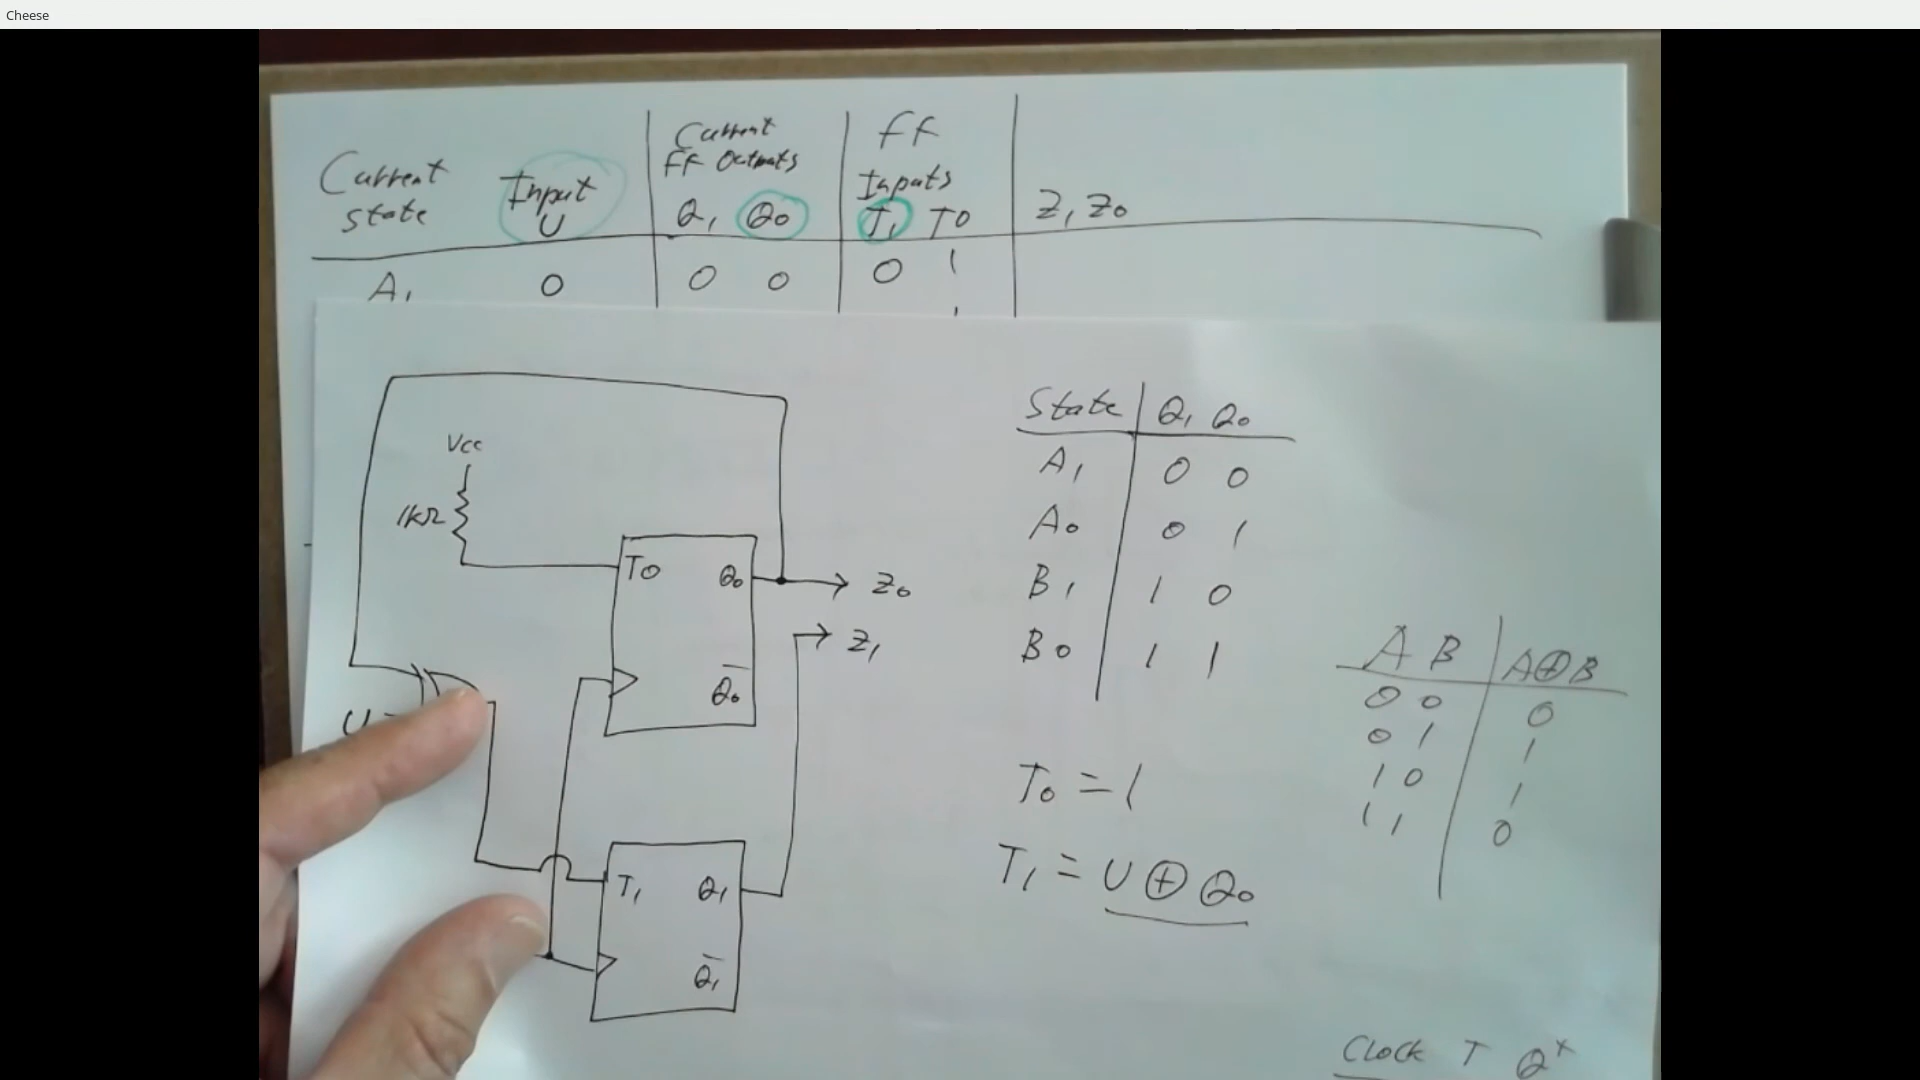 Cheese
Current State
Input U
Current FF Outputs
Q1 Q0
FF Inputs
T1 T0
Z1 Z0
A1 0 0 0 0 1
Vcc
1kΩ
T0 Q0
Q̅0
Z0
Z1
U
T1 Q1
Q̅1
State Q1 Q0
A1 0 0
A0 0 1
B1 1 0
B0 1 1
T0 = 1
T1 = U ⊕ Q0
A B A⊕B
0 0 0
0 1 1
1 0 1
1 1 0
Clock T Q+